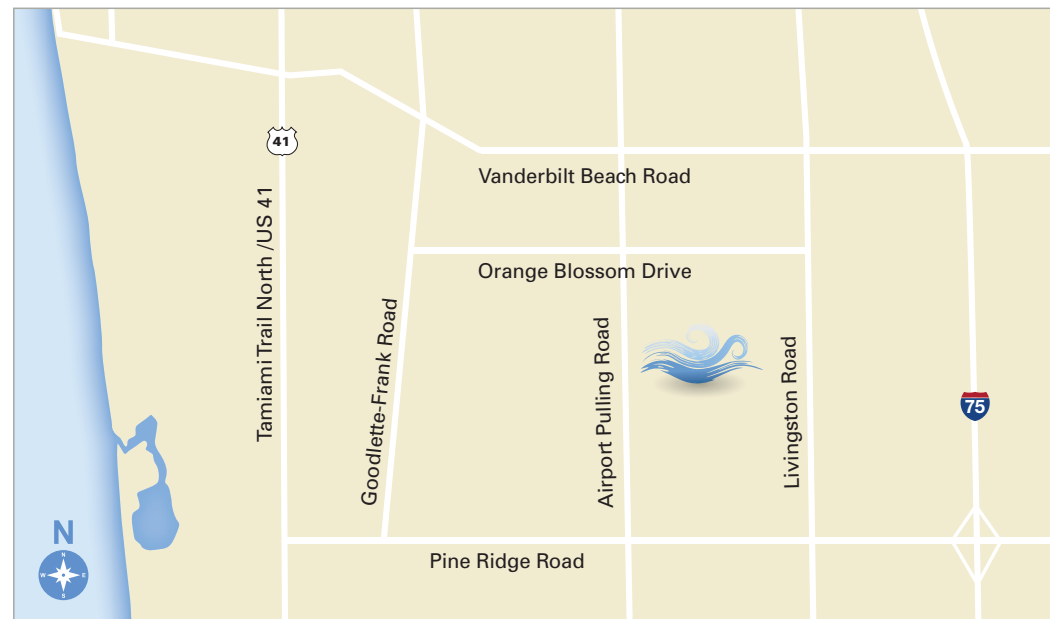 41
Vanderbilt Beach Road
Tamiami Trail North /US 41
Orange Blossom Drive
Goodlette-Frank Road
Airport Pulling Road
Livingston Road
75
N
N
W E
S
Pine Ridge Road